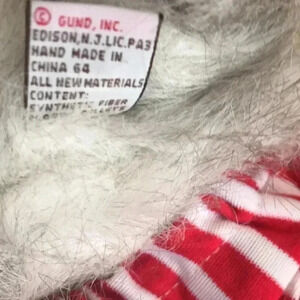 © GUND, INC.
EDISON, N.J. LIC. PA3
HAND MADE IN
CHINA 64
ALL NEW MATERIALS
CONTENT:
SYNTHETIC FIBER